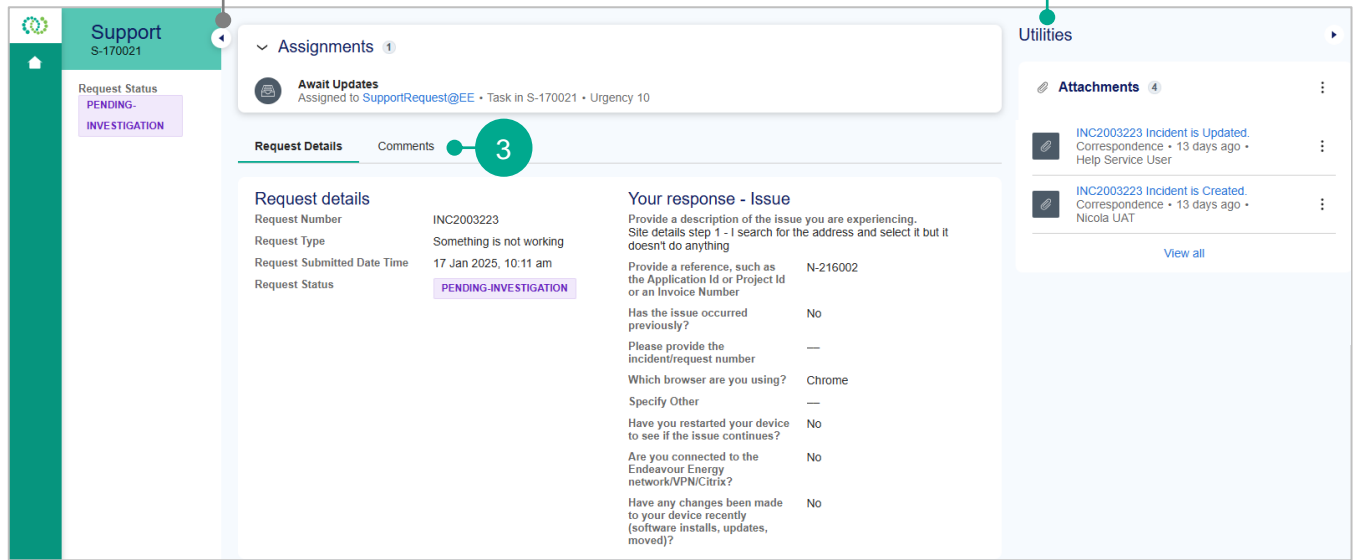 Support
S-170021
Request Status
PENDING-
INVESTIGATION
Assignments 1
Await Updates
Assigned to SupportRequest@EE • Task in S-170021 • Urgency 10
Request Details Comments 3
Request details
Request Number INC2003223
Request Type Something is not working
Request Submitted Date Time 17 Jan 2025, 10:11 am
Request Status PENDING-INVESTIGATION
Your response - Issue
Provide a description of the issue you are experiencing.
Site details step 1 - I search for the address and select it but it
doesn't do anything
Provide a reference, such as N-216002
the Application Id or Project Id
or an Invoice Number
Has the issue occurred No
previously?
Please provide the —
incident/request number
Which browser are you using? Chrome
Specify Other —
Have you restarted your device No
to see if the issue continues?
Are you connected to the No
Endeavour Energy
network/VPN/Citrix?
Have any changes been made No
to your device recently
(software installs, updates,
moved)?
Utilities
Attachments 4
INC2003223 Incident is Updated.
Correspondence • 13 days ago •
Help Service User
INC2003223 Incident is Created.
Correspondence • 13 days ago •
Nicola UAT
View all